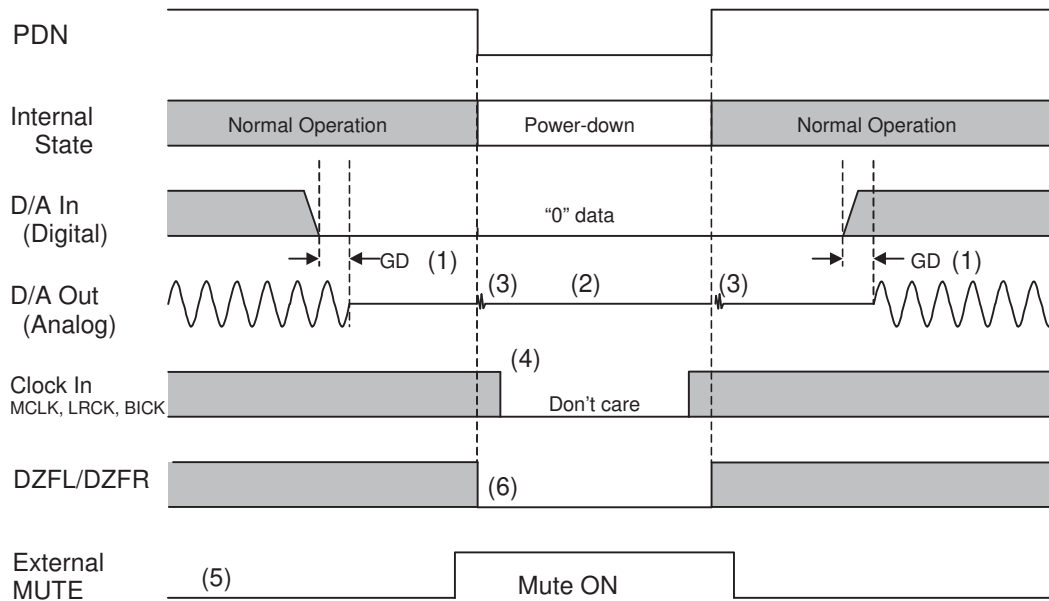 PDN
Internal
State
Normal Operation
Power-down
Normal Operation
D/A In
(Digital)
“0” data
GD (1)
GD (1)
D/A Out
(Analog)
(3)
(2)
(3)
Clock In
MCLK, LRCK, BICK
(4)
Don’t care
DZFL/DZFR
(6)
External
MUTE
(5)
Mute ON